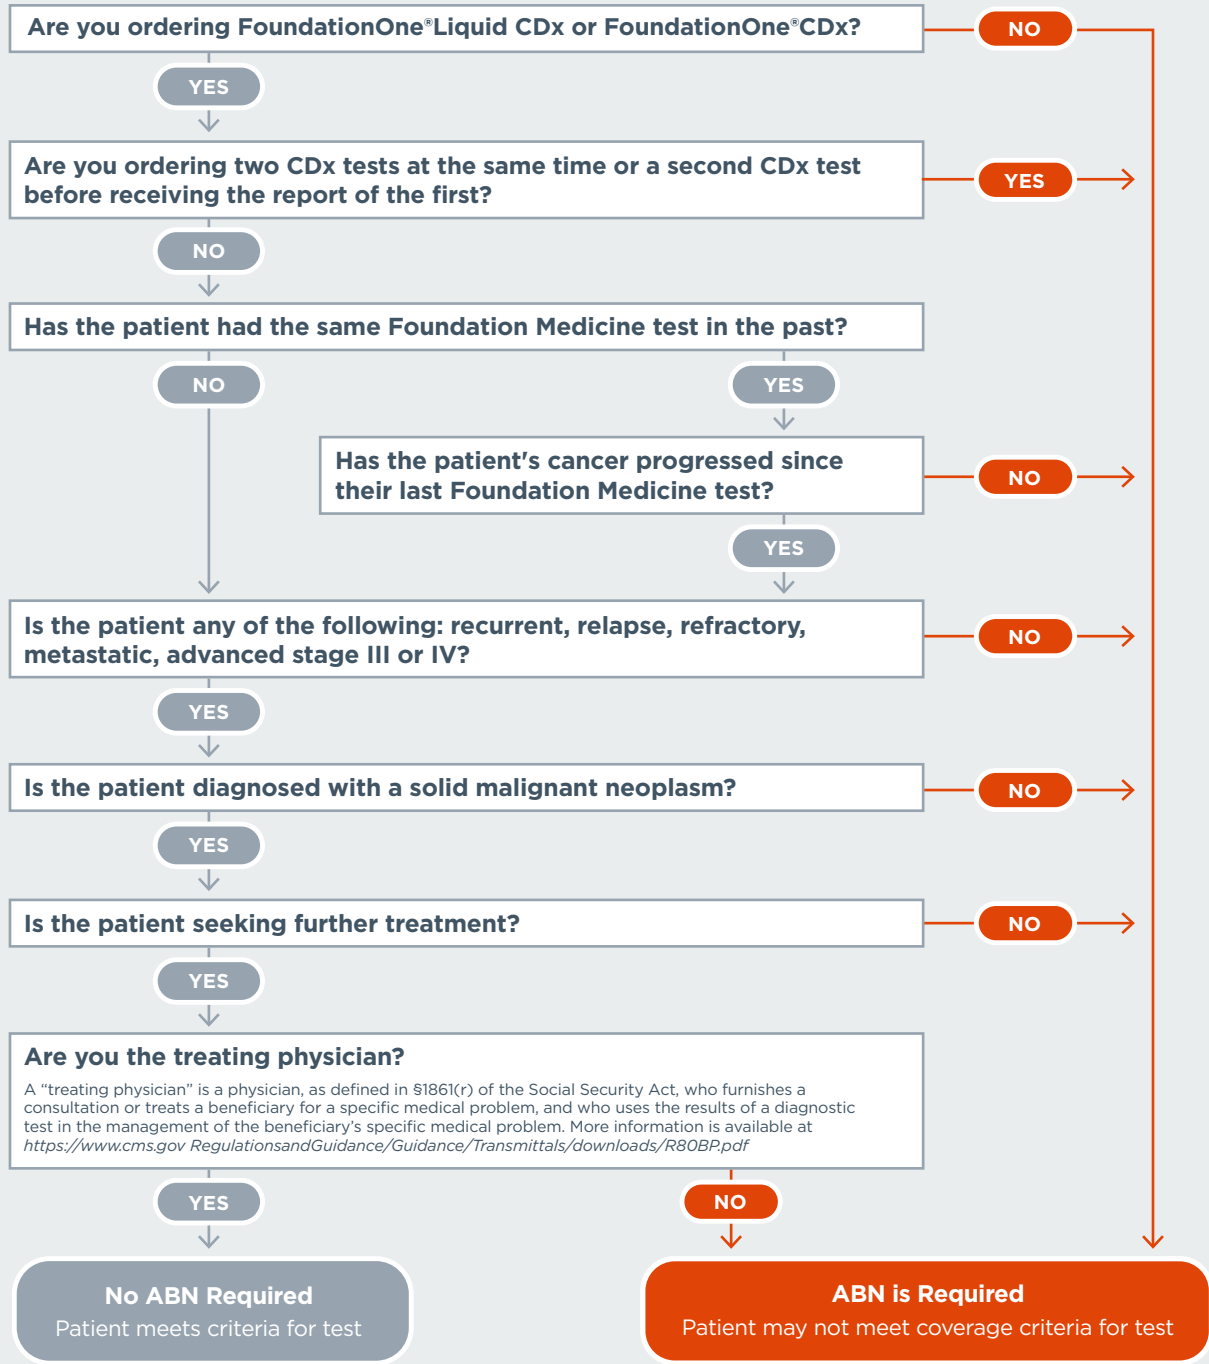 Are you ordering FoundationOne®Liquid CDx or FoundationOne®CDx?
NO
YES
Are you ordering two CDx tests at the same time or a second CDx test
before receiving the report of the first?
YES
NO
Has the patient had the same Foundation Medicine test in the past?
NO
YES
Has the patient's cancer progressed since
their last Foundation Medicine test?
NO
YES
Is the patient any of the following: recurrent, relapse, refractory,
metastatic, advanced stage III or IV?
NO
YES
Is the patient diagnosed with a solid malignant neoplasm?
NO
YES
Is the patient seeking further treatment?
NO
YES
Are you the treating physician?
A “treating physician” is a physician, as defined in §1861(r) of the Social Security Act, who furnishes a
consultation or treats a beneficiary for a specific medical problem, and who uses the results of a diagnostic
test in the management of the beneficiary’s specific medical problem. More information is available at
https://www.cms.gov RegulationsandGuidance/Guidance/Transmittals/downloads/R80BP.pdf
YES
NO
No ABN Required
Patient meets criteria for test
ABN is Required
Patient may not meet coverage criteria for test